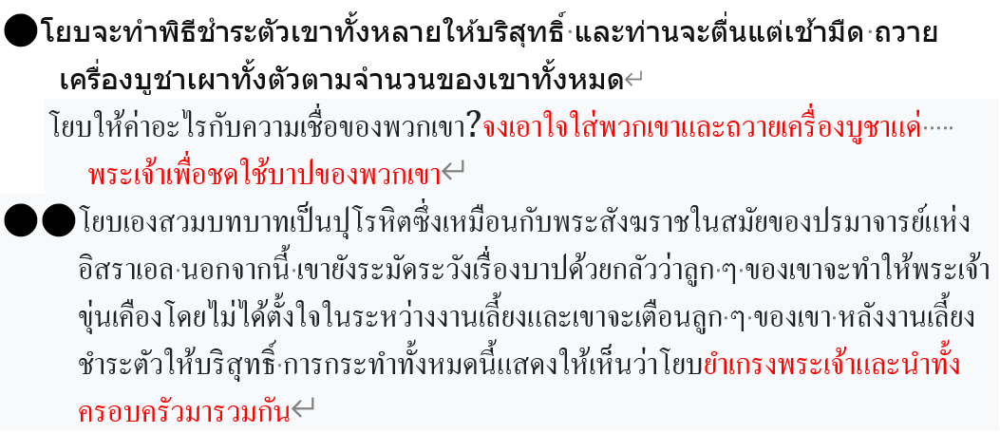 ●โยบจะทำพิธีชำระตัวเขาทั้งหลายให้บริสุทธิ์ และท่านจะตื่นแต่เช้ามืด ถวาย
เครื่องบูชาเผาทั้งตัวตามจำนวนของเขาทั้งหมด
โยบให้ค่าอะไรกับความเชื่อของพวกเขา?จงเอาใจใส่พวกเขาและถวายเครื่องบูชาแด่
พระเจ้าเพื่อชดใช้บาปของพวกเขา
●●โยบเองสวมบทบาทเป็นปุโรหิตซึ่งเหมือนกับพระสังฆราชในสมัยของปรมาจารย์แห่ง
อิสราเอล นอกจากนี้ เขายังระมัดระวังเรื่องบาปด้วยกลัวว่าลูก ๆ ของเขาจะทำให้พระเจ้า
ขุ่นเคืองโดยไม่ได้ตั้งใจในระหว่างงานเลี้ยงและเขาจะเตือนลูก ๆ ของเขา หลังงานเลี้ยง
ชำระตัวให้บริสุทธิ์ การกระทำทั้งหมดนี้แสดงให้เห็นว่าโยบยำเกรงพระเจ้าและนำทั้ง
ครอบครัวมารวมกัน